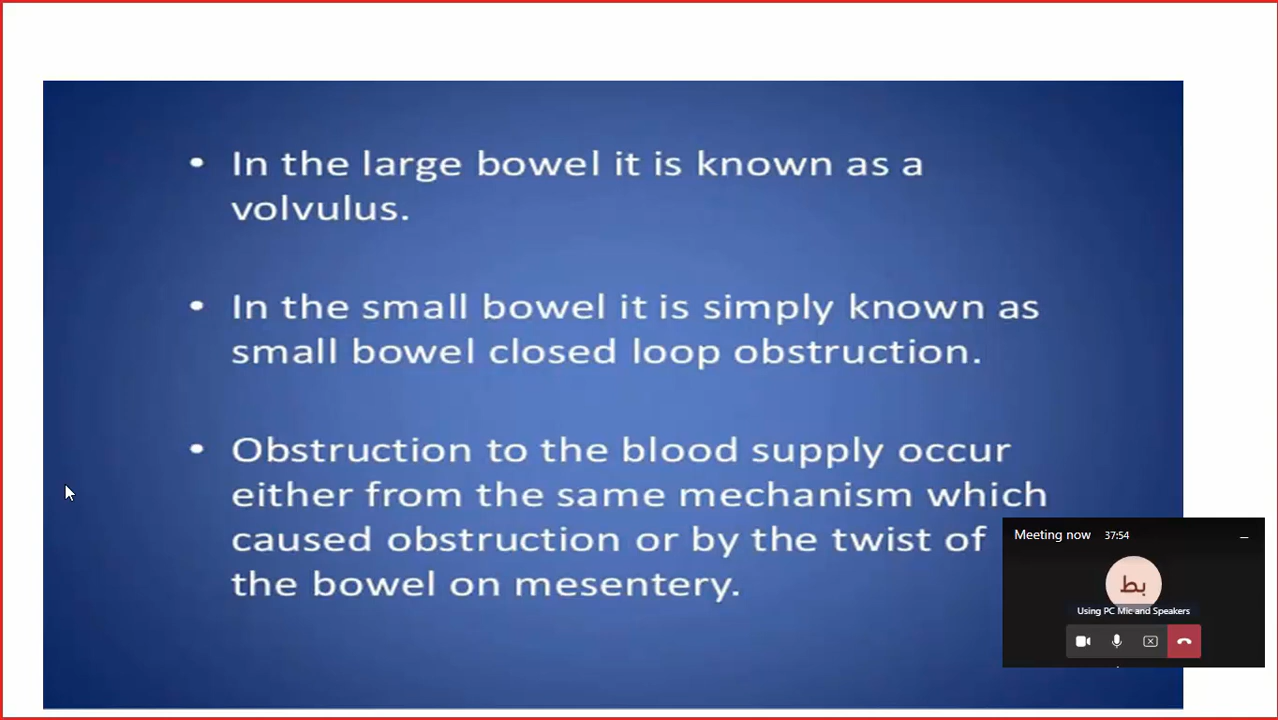 • In the large bowel it is known as a
volvulus.
• In the small bowel it is simply known as
small bowel closed loop obstruction.
• Obstruction to the blood supply occur
either from the same mechanism which
caused obstruction or by the twist of
the bowel on mesentery.
Meeting now 37:54
بط
Using PC Mic and Speakers